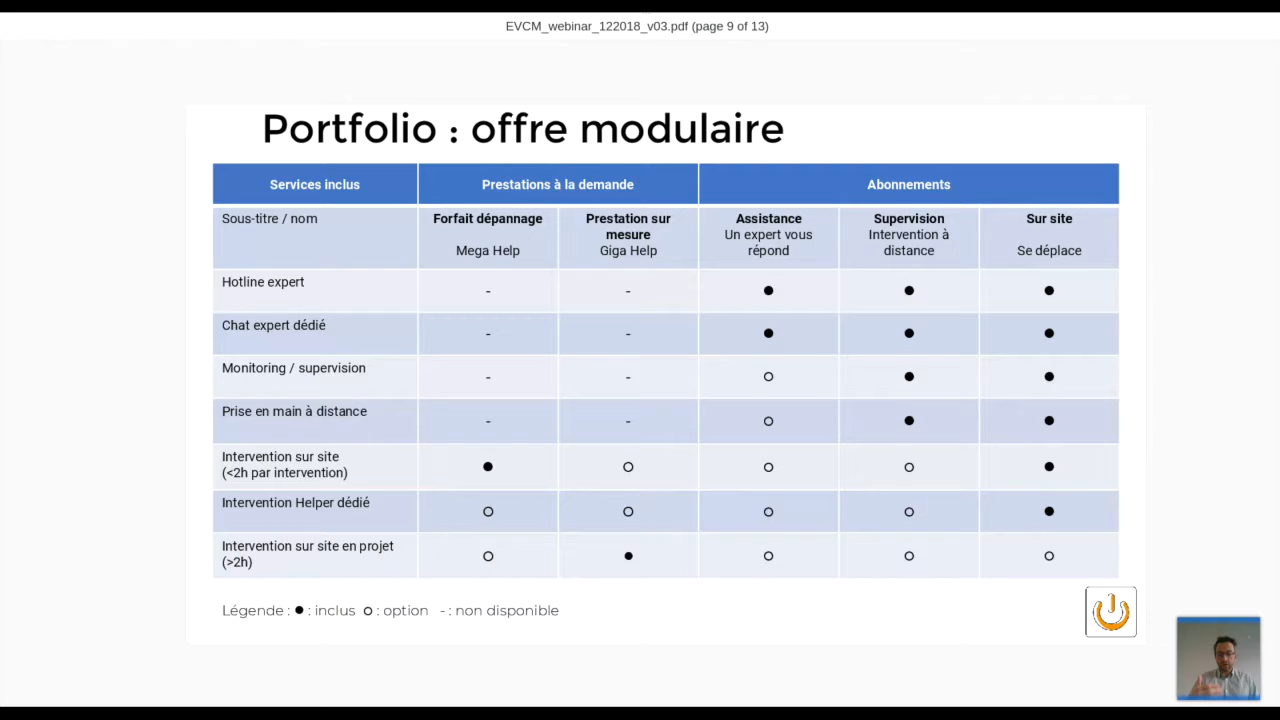 EVCM_webinar_122018_v03.pdf (page 9 of 13)
Portfolio : offre modulaire
Services inclus Prestations à la demande Abonnements
Sous-titre / nom Forfait dépannage Prestation sur Assistance Supervision Sur site
mesure Un expert vous Intervention à
Mega Help Giga Help répond distance Se déplace
Hotline expert - - ● ● ●
Chat expert dédié - - ● ● ●
Monitoring / supervision - - ○ ● ●
Prise en main à distance - - ○ ● ●
Intervention sur site
(<2h par intervention) ● ○ ○ ○ ●
Intervention Helper dédié ○ ○ ○ ○ ●
Intervention sur site en projet
(>2h) ○ ● ○ ○ ○
Légende : ● : inclus ○ : option - : non disponible